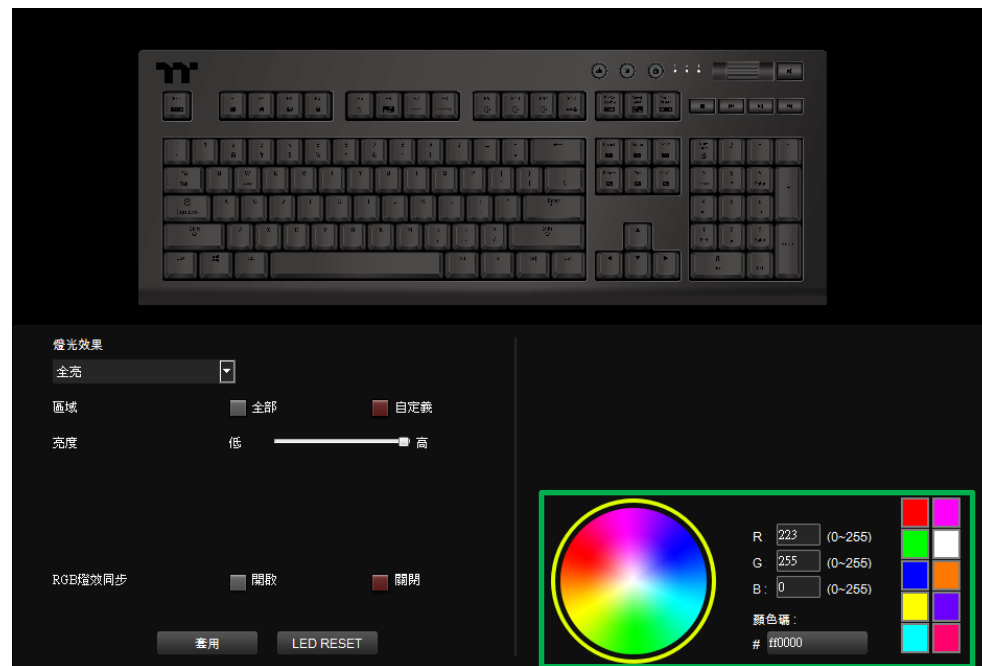 燈光效果
全亮
區域 全部 自定義
亮度 低 高
R 223 (0~255)
G 255 (0~255)
RGB燈效同步 開啟 關閉
B : 0 (0~255)
顏色碼 :
套用 LED RESET
# ff0000